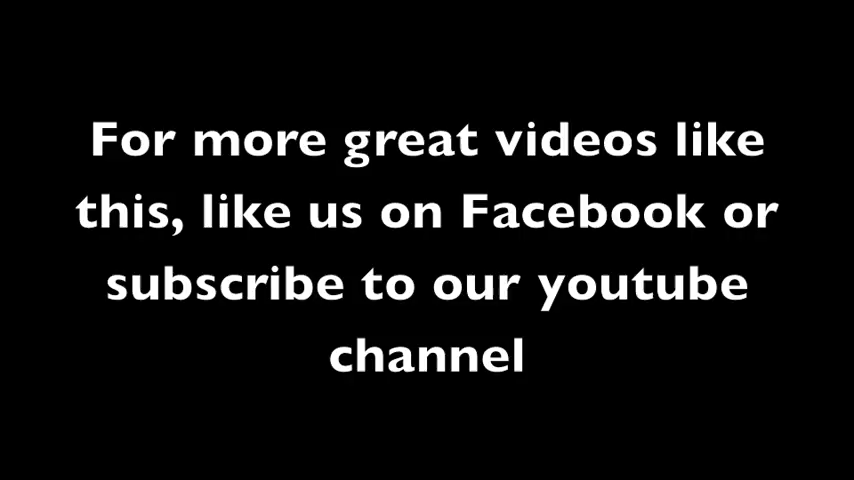 For more great videos like
this, like us on Facebook or
subscribe to our youtube
channel